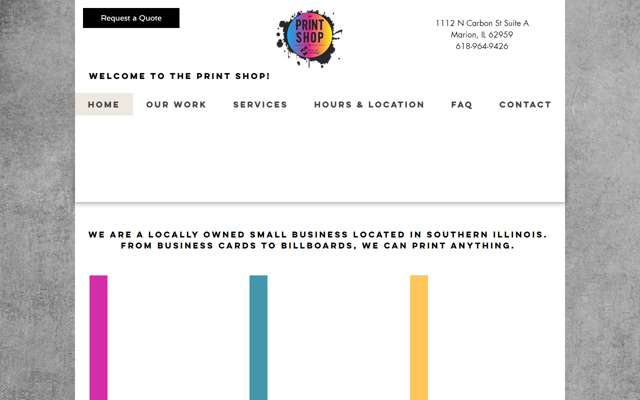 Request a Quote
PRINT
SHOP
1112 N Carbon St Suite A
Marion, IL 62959
618-964-9426
WELCOME TO THE PRINT SHOP!
HOME
OUR WORK
SERVICES
HOURS & LOCATION
FAQ
CONTACT
WE ARE A LOCALLY OWNED SMALL BUSINESS LOCATED IN SOUTHERN ILLINOIS.
FROM BUSINESS CARDS TO BILLBOARDS, WE CAN PRINT ANYTHING.